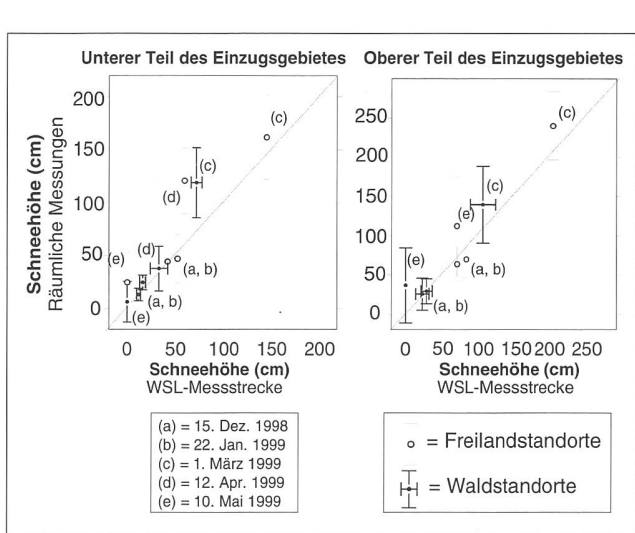 Unterer Teil des Einzugsgebietes
Oberer Teil des Einzugsgebietes
Schneehöhe (cm)
Räumliche Messungen
200
150
100
50
0
(c)
(c)
(d)
(d)
(e)
(a, b)
(a, b)
(e)
0 50 100 150 200
Schneehöhe (cm)
WSL-Messstrecke
250
200
150
100
50
0
(c)
(c)
(e)
(e)
(a, b)
(a, b)
0 50 100 150 200 250
Schneehöhe (cm)
WSL-Messstrecke
(a) = 15. Dez. 1998
(b) = 22. Jan. 1999
(c) = 1. März 1999
(d) = 12. Apr. 1999
(e) = 10. Mai 1999
= Freilandstandorte
= Waldstandorte